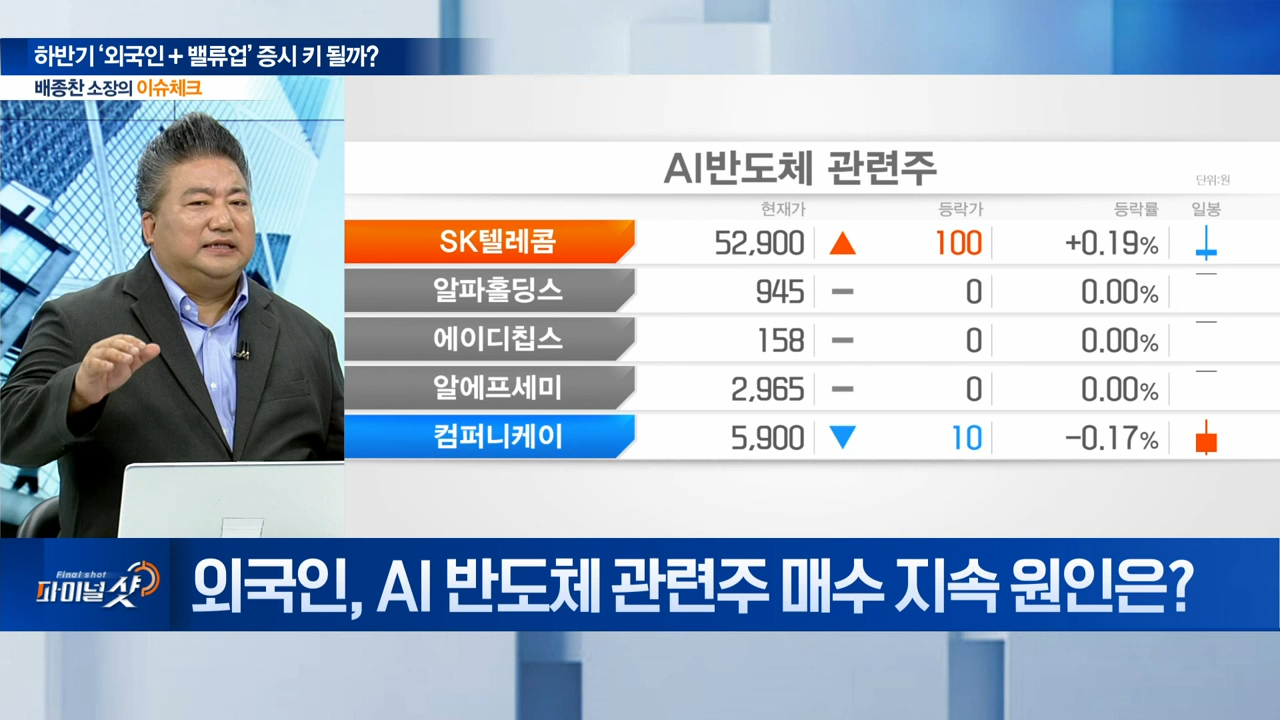 하반기 ‘외국인 + 밸류업’ 증시 키 될까?
배종찬 소장의 이슈체크
AI반도체 관련주
단위:원
현재가 등락가 등락률 일봉
SK텔레콤 52,900 ▲ 100 +0.19%
알파홀딩스 945 – 0 0.00%
에이디칩스 158 – 0 0.00%
알에프세미 2,965 – 0 0.00%
컴퍼니케이 5,900 ▼ 10 -0.17%
Final shot
파이널샷
외국인, AI 반도체 관련주 매수 지속 원인은?